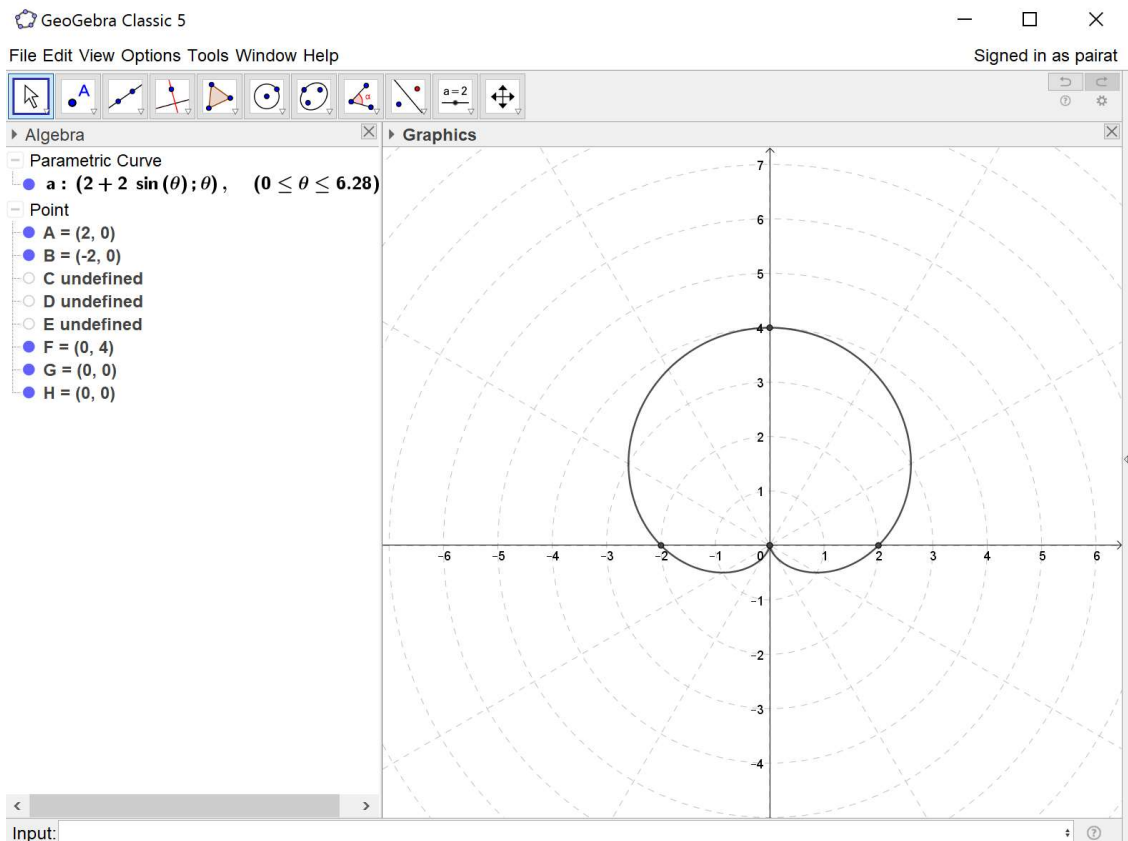 GeoGebra Classic 5
File Edit View Options Tools Window Help
Signed in as pairat
A
α
a = 2
Algebra
Graphics
Parametric Curve
a : (2 + 2 sin (θ) ; θ) , (0 ≤ θ ≤ 6.28)
Point
A = (2, 0)
B = (-2, 0)
C undefined
D undefined
E undefined
F = (0, 4)
G = (0, 0)
H = (0, 0)
7
6
5
4
3
2
1
−6 −5 −4 −3 −2 −1 0 1 2 3 4 5 6
−1
−2
−3
−4
Input: